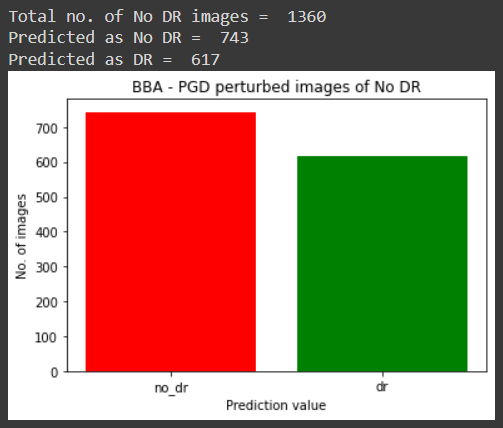 Total no. of No DR images =  1360
Predicted as No DR =  743
Predicted as DR =  617
BBA - PGD perturbed images of No DR
No. of images
700
600
500
400
300
200
100
0
no_dr
dr
Prediction value